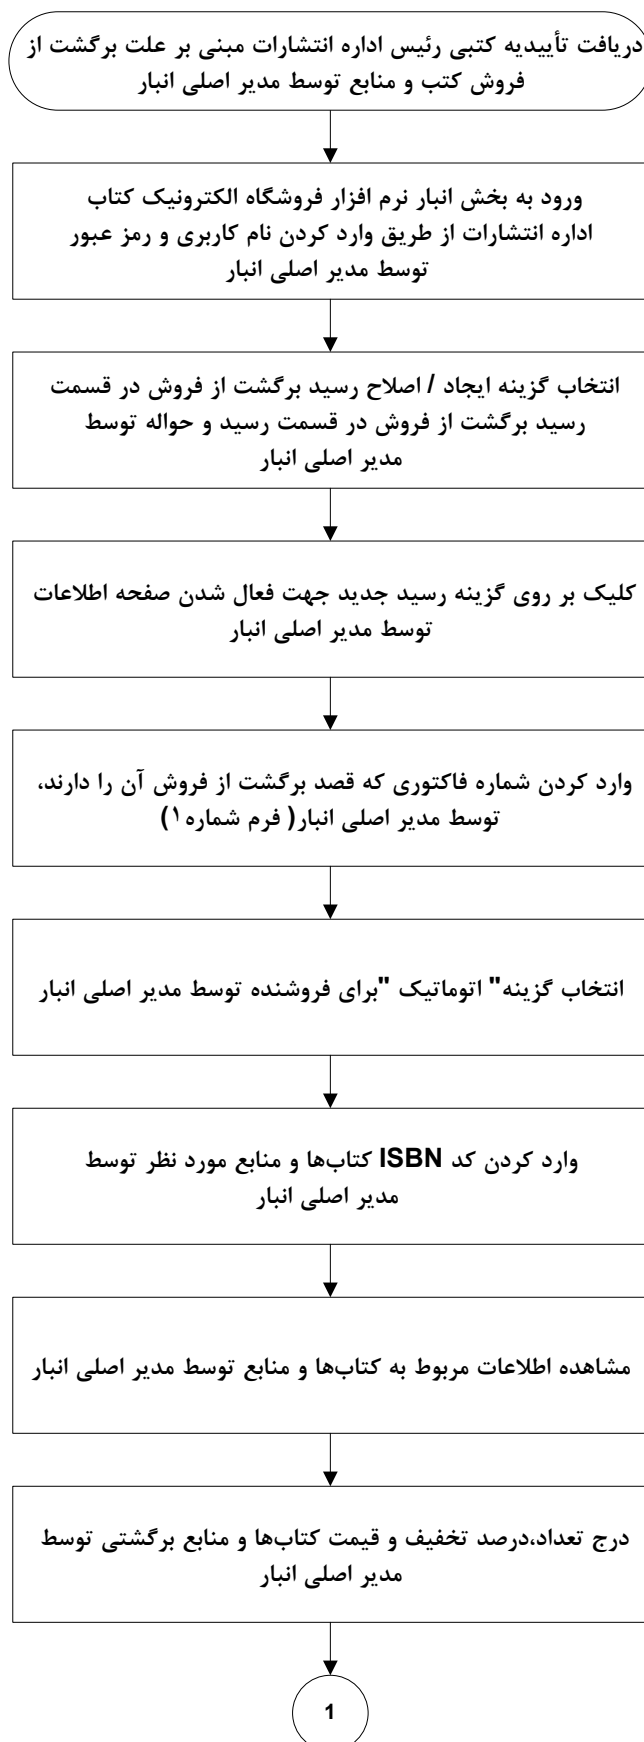 دریافت تأییدیه کتبی رئیس اداره انتشارات مبنی بر علت برگشت از
فروش کتب و منابع توسط مدیر اصلی انبار
ورود به بخش انبار نرم افزار فروشگاه الکترونیک کتاب
اداره انتشارات از طریق وارد کردن نام کاربری و رمز عبور
توسط مدیر اصلی انبار
انتخاب گزینه ایجاد / اصلاح رسید برگشت از فروش در قسمت
رسید برگشت از فروش در قسمت رسید و حواله توسط
مدیر اصلی انبار
کلیک بر روی گزینه رسید جدید جهت فعال شدن صفحه اطلاعات
توسط مدیر اصلی انبار
وارد کردن شماره فاکتوری که قصد برگشت از فروش آن را دارند،
توسط مدیر اصلی انبار( فرم شماره ۱)
انتخاب گزینه" اتوماتیک "برای فروشنده توسط مدیر اصلی انبار
وارد کردن کد ISBN کتاب‌ها و منابع مورد نظر توسط
مدیر اصلی انبار
مشاهده اطلاعات مربوط به کتاب‌ها و منابع توسط مدیر اصلی انبار
درج تعداد،درصد تخفیف و قیمت کتاب‌ها و منابع برگشتی توسط
مدیر اصلی انبار
1